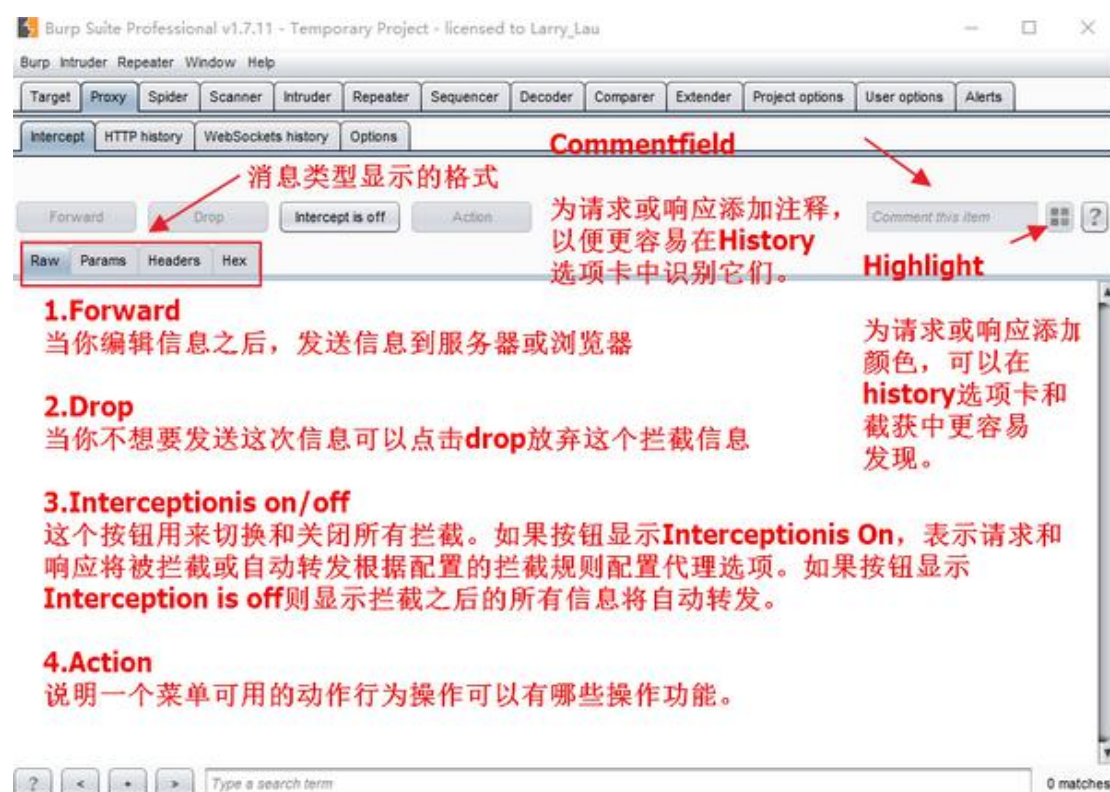 Burp Suite Professional v1.7.11 - Temporary Project - licensed to Larry_Lau
Burp Intruder Repeater Window Help
Target Proxy Spider Scanner Intruder Repeater Sequencer Decoder Comparer Extender Project options User options Alerts
Intercept HTTP history WebSockets history Options
Commentfield
消息类型显示的格式
Forward Drop Intercept is off Action
Comment this item
?
为请求或响应添加注释，
以便更容易在History
选项卡中识别它们。
Raw Params Headers Hex
Highlight
为请求或响应添加
颜色，可以在
history选项卡和
截获中更容易
发现。
1.Forward
当你编辑信息之后，发送信息到服务器或浏览器
2.Drop
当你不想要发送这次信息可以点击drop放弃这个拦截信息
3.Interceptionis on/off
这个按钮用来切换和关闭所有拦截。如果按钮显示Interceptionis On，表示请求和
响应将被拦截或自动转发根据配置的拦截规则配置代理选项。如果按钮显示
Interception is off则显示拦截之后的所有信息将自动转发。
4.Action
说明一个菜单可用的动作行为操作可以有哪些操作功能。
? < + > Type a search term 0 matches